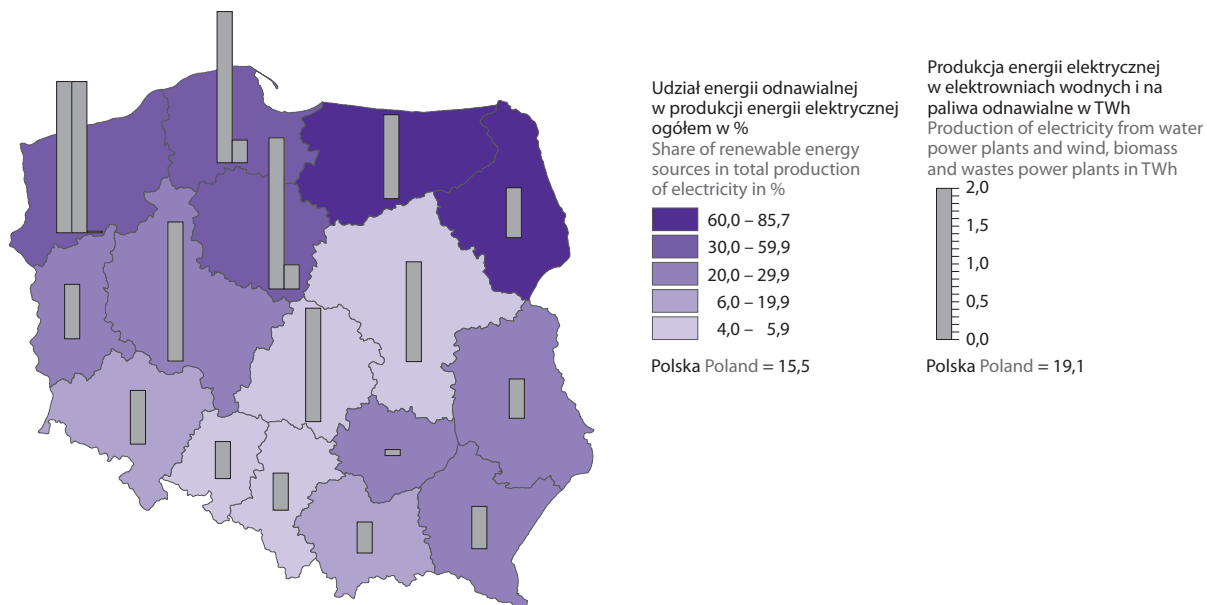 Udział energii odnawialnej
w produkcji energii elektrycznej
ogółem w %
Share of renewable energy
sources in total production
of electricity in %
60,0 – 85,7
30,0 – 59,9
20,0 – 29,9
6,0 – 19,9
4,0 – 5,9
Polska Poland = 15,5
Produkcja energii elektrycznej
w elektrowniach wodnych i na
paliwa odnawialne w TWh
Production of electricity from water
power plants and wind, biomass
and wastes power plants in TWh
2,0
1,5
1,0
0,5
0,0
Polska Poland = 19,1